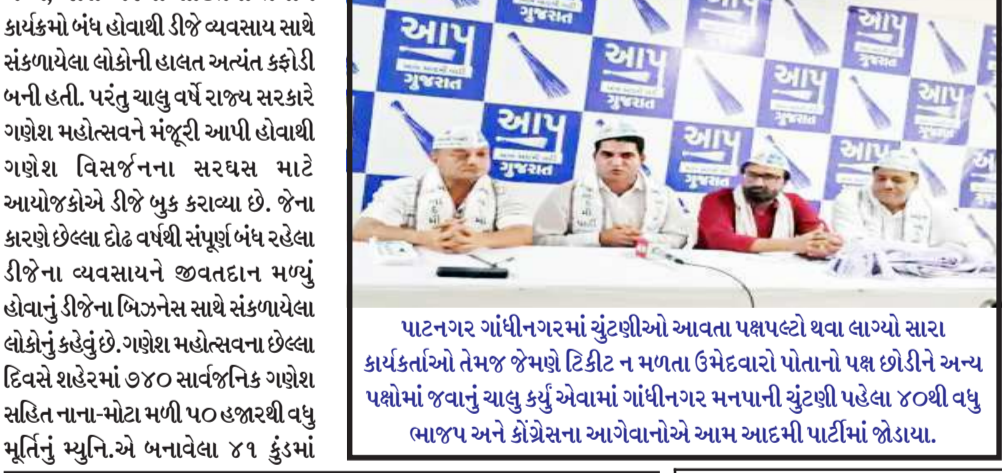 કાર્યક્રમો બંધ હોવાથી ડીજે વ્યવસાય સાથે
સંકળાયેલા લોકોની હાલત અત્યંત કફોડી
બની હતી. પરંતુ ચાલુ વર્ષે રાજ્ય સરકારે
ગણેશ મહોત્સવને મંજૂરી આપી હોવાથી
ગણેશ વિસર્જનના સરઘસ માટે
આયોજકોએ ડીજે બુક કરાવ્યા છે. જેના
કારણે છેલ્લા દોઢ વર્ષથી સંપૂર્ણ બંધ રહેલા
ડીજેના વ્યવસાયને જીવતદાન મળ્યું
હોવાનું ડીજેના બિઝનેસ સાથે સંકળાયેલા
લોકોનું કહેવું છે.ગણેશ મહોત્સવના છેલ્લા
દિવસે શહેરમાં ૭૪૦ સાર્વજનિક ગણેશ
સહિત નાના-મોટા મળી ૫૦ હજારથી વધુ
મૂર્તિનું મ્યુનિ.એ બનાવેલા ૪૧ કુંડમાં
ગુજરાત
આપ
ગુજરાત
આપ
ગુજરાત
આપ
ગુજરાત
આપ
ગુજરાત
આપ
ગુજરાત
આપ
ગુજરાત
આપ
પાટનગર ગાંધીનગરમાં ચુંટણીઓ આવતા પક્ષપલ્ટો થવા લાગ્યો સારા
કાર્યકર્તાઓ તેમજ જેમણે ટિકીટ ન મળતા ઉમેદવારો પોતાનો પક્ષ છોડીને અન્ય
પક્ષોમાં જવાનું ચાલુ કર્યું એવામાં ગાંધીનગર મનપાની ચુંટણી પહેલા ૪૦થી વધુ
ભાજપ અને કોંગ્રેસના આગેવાનોએ આમ આદમી પાર્ટીમાં જોડાયા.